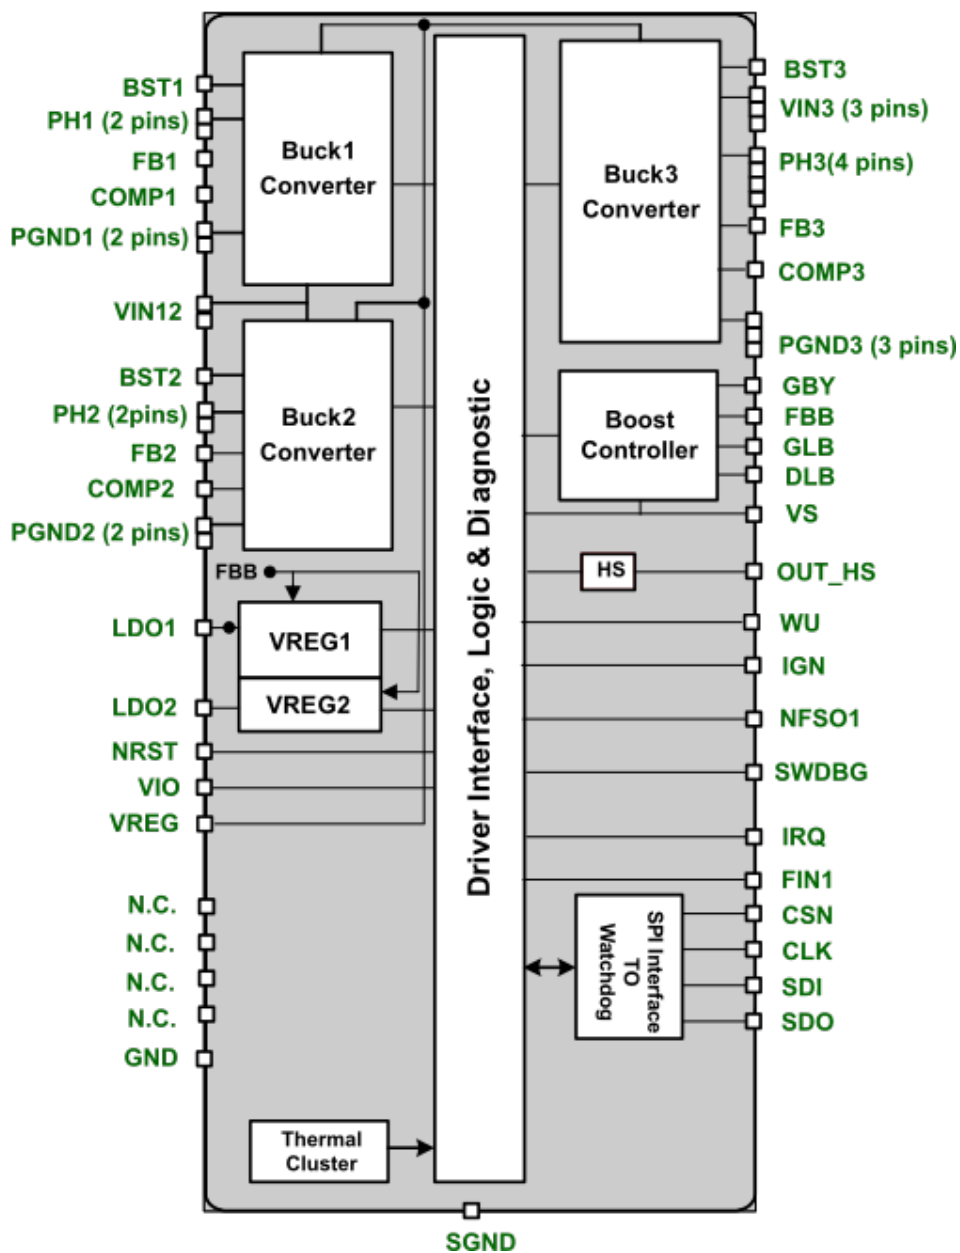 BST1
PH1 (2 pins)
FB1
COMP1
PGND1 (2 pins)
VIN12
BST2
PH2 (2pins)
FB2
COMP2
PGND2 (2 pins)
LDO1
LDO2
NRST
VIO
VREG
N.C.
N.C.
N.C.
N.C.
GND
Buck1
Converter
Buck2
Converter
FBB
VREG1
VREG2
Thermal
Cluster
Driver Interface, Logic & Diagnostic
Buck3
Converter
Boost
Controller
HS
SPI Interface
TO
Watchdog
BST3
VIN3 (3 pins)
PH3(4 pins)
FB3
COMP3
PGND3 (3 pins)
GBY
FBB
GLB
DLB
VS
OUT_HS
WU
IGN
NFSO1
SWDBG
IRQ
FIN1
CSN
CLK
SDI
SDO
SGND